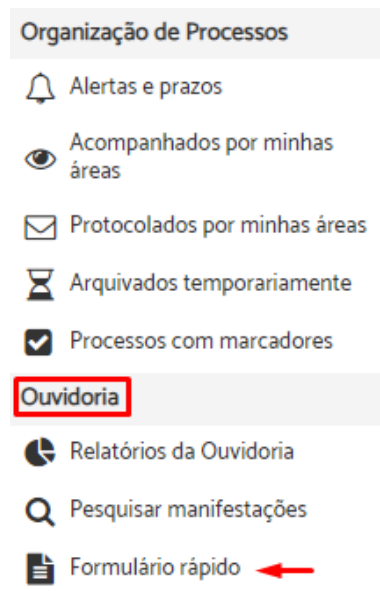 Organização de Processos
Alertas e prazos
Acompanhados por minhas
áreas
Protocolados por minhas áreas
Arquivados temporariamente
Processos com marcadores
Ouvidoria
Relatórios da Ouvidoria
Pesquisar manifestações
Formulário rápido